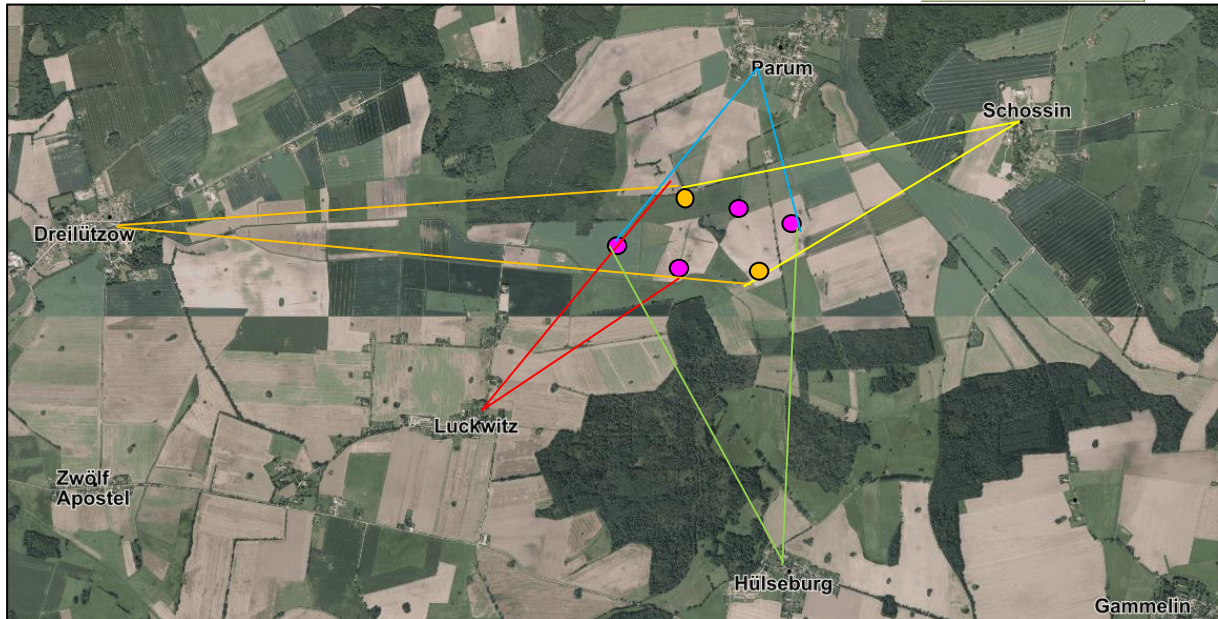 Parum
Schossin
Dreilützow
Luckwitz
Zwölf
Apostel
Hülseburg
Gammelin